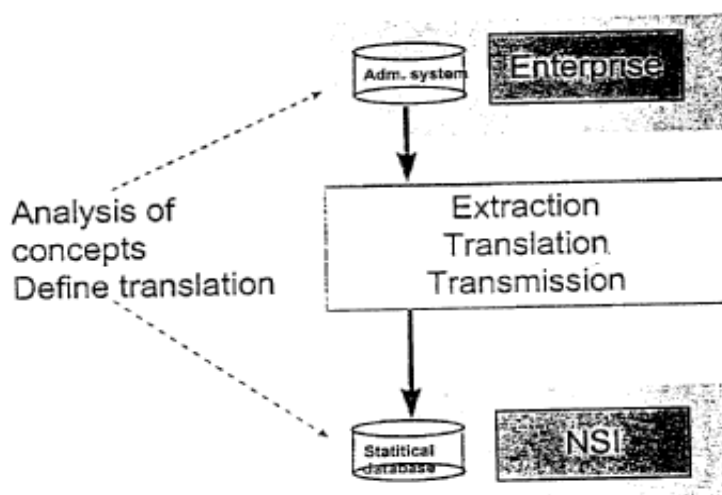 Adm. system
Enterprise
Analysis of
concepts
Define translation
Extraction
Translation
Transmission
Statitical
database
NSI